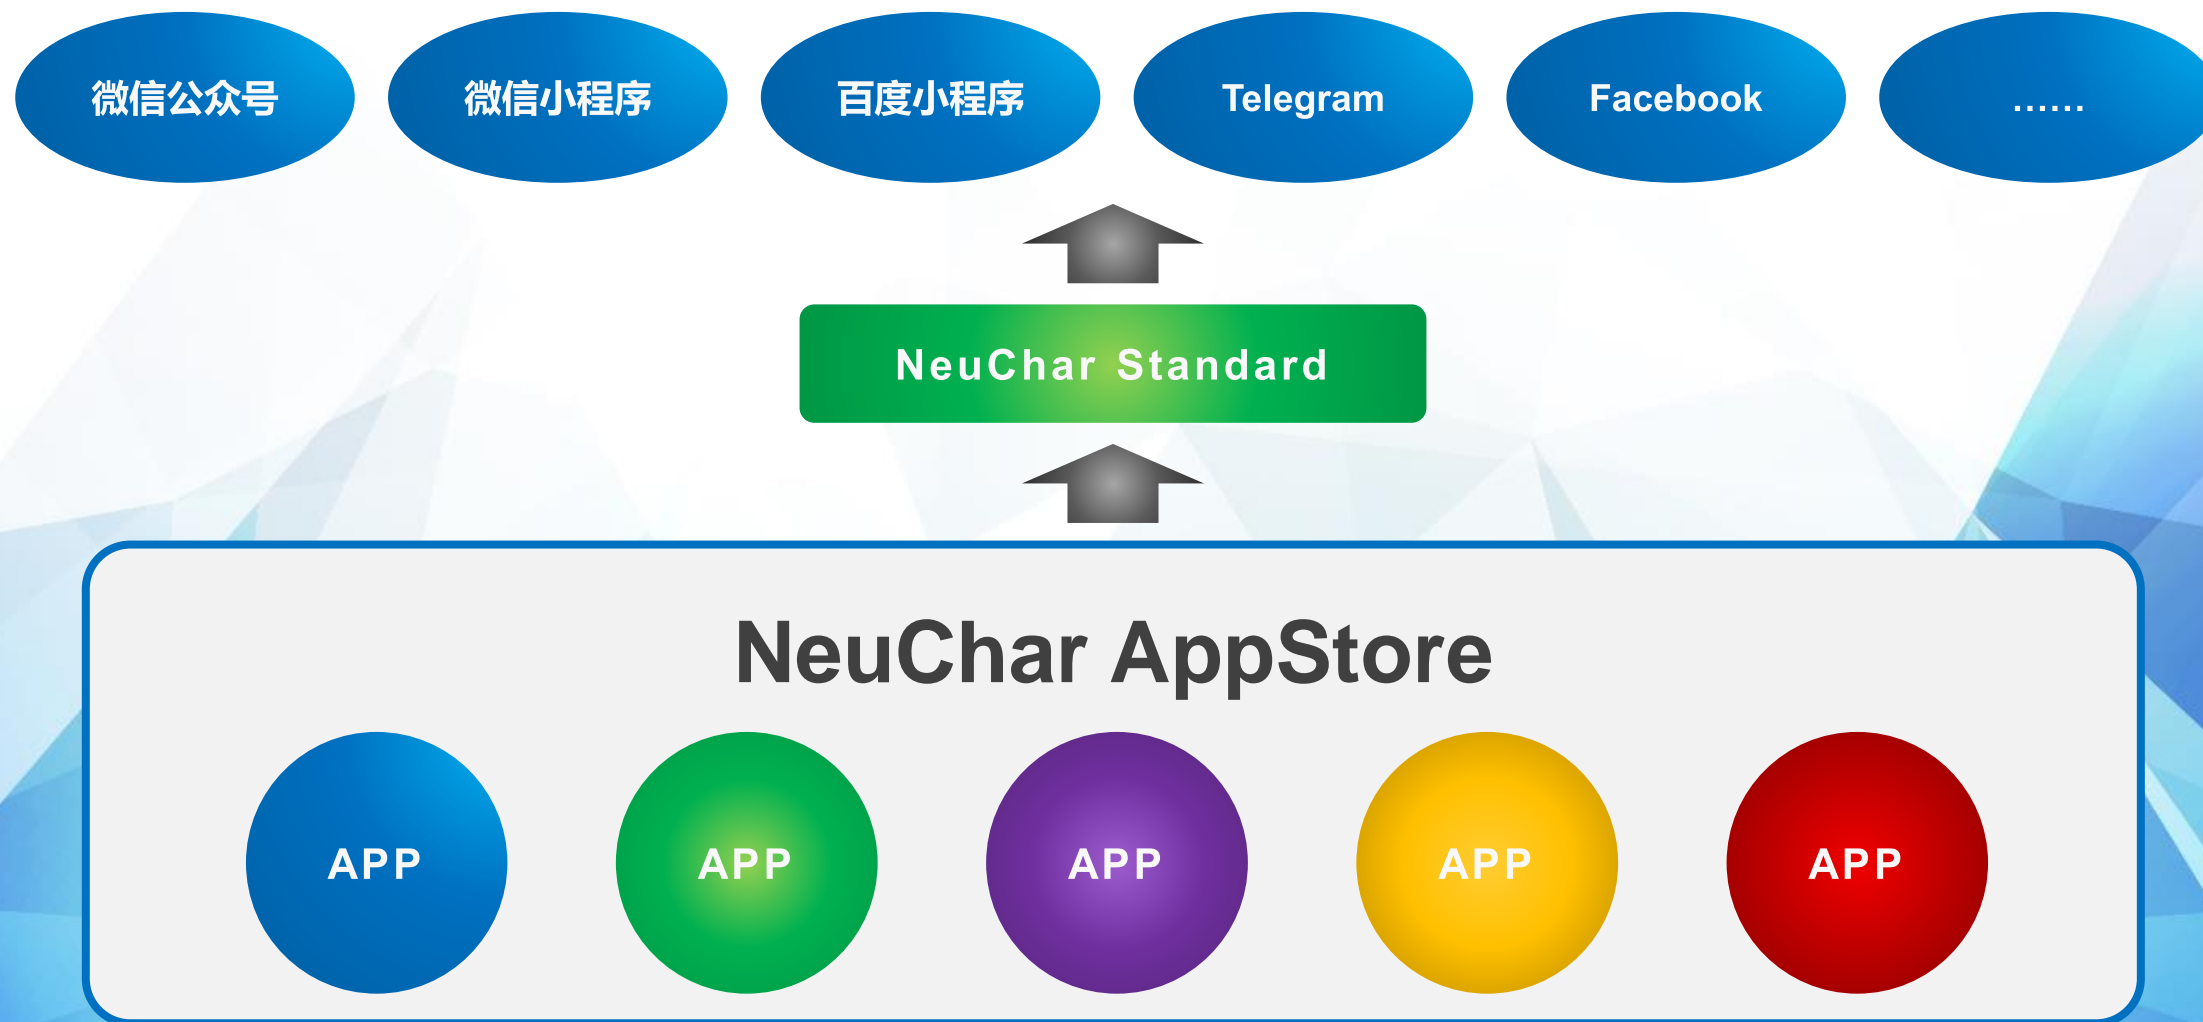 微信公众号
微信小程序
百度小程序
Telegram
Facebook
……
NeuChar Standard
NeuChar AppStore
APP
APP
APP
APP
APP